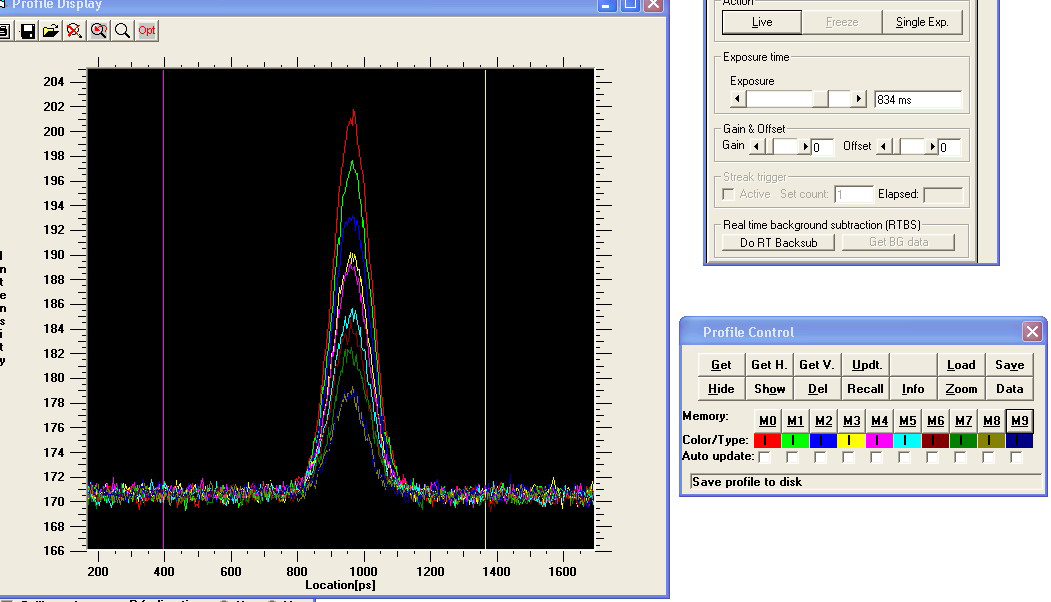 Profile Display
Opt
204
202
200
198
196
194
192
190
188
186
184
182
180
178
176
174
172
170
168
166
Intensity
200 400 600 800 1000 1200 1400 1600
Location[ps]
Action
Live Freeze Single Exp.
Exposure time
Exposure
834 ms
Gain & Offset
Gain 0 Offset 0
Streak trigger
Active Set count: 1 Elapsed:
Real time background subtraction (RTBS)
Do RT Backsub Get BG data
Profile Control
Get Get H. Get V. Updt. Load Save
Hide Show Del Recall Info Zoom Data
Memory: M0 M1 M2 M3 M4 M5 M6 M7 M8 M9
Color/Type: I I I I I I I I I I
Auto update:
Save profile to disk